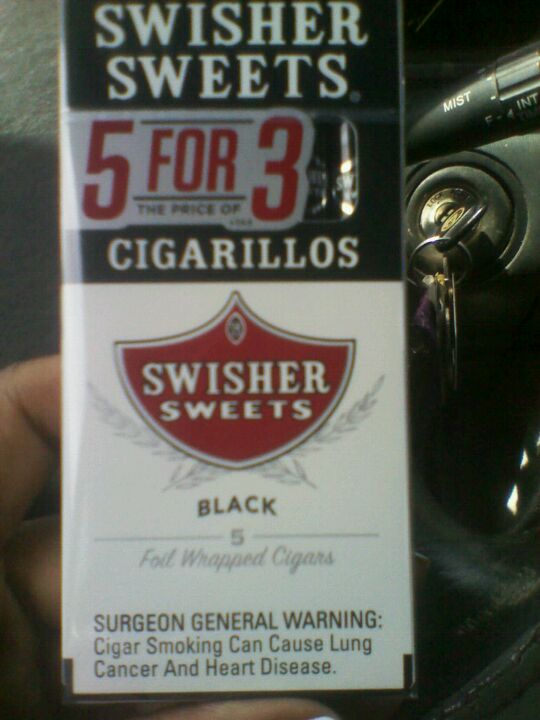 SWISHER
SWEETS
5 FOR 3
THE PRICE OF
CIGARILLOS
SWISHER
SWEETS
BLACK
5
Foil Wrapped Cigars
SURGEON GENERAL WARNING:
Cigar Smoking Can Cause Lung
Cancer And Heart Disease.
MIST
INT